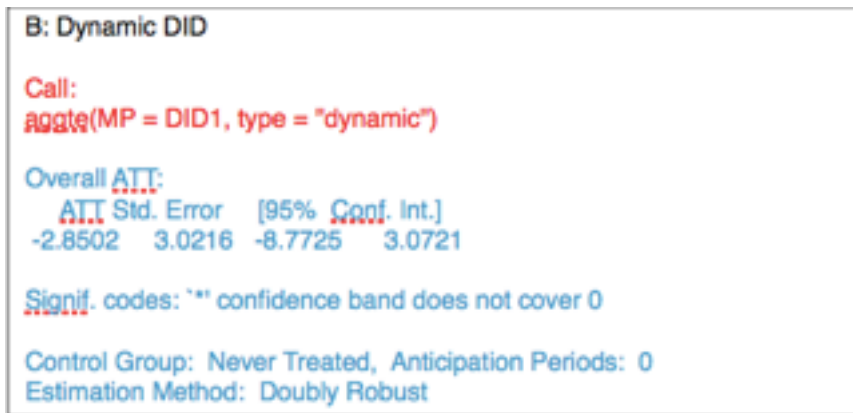 B: Dynamic DID
Call:
aggte(MP = DID1, type = "dynamic")
Overall ATT:
ATT Std. Error [95% Conf. Int.]
-2.8502 3.0216 -8.7725 3.0721
Signif. codes: `*' confidence band does not cover 0
Control Group: Never Treated, Anticipation Periods: 0
Estimation Method: Doubly Robust